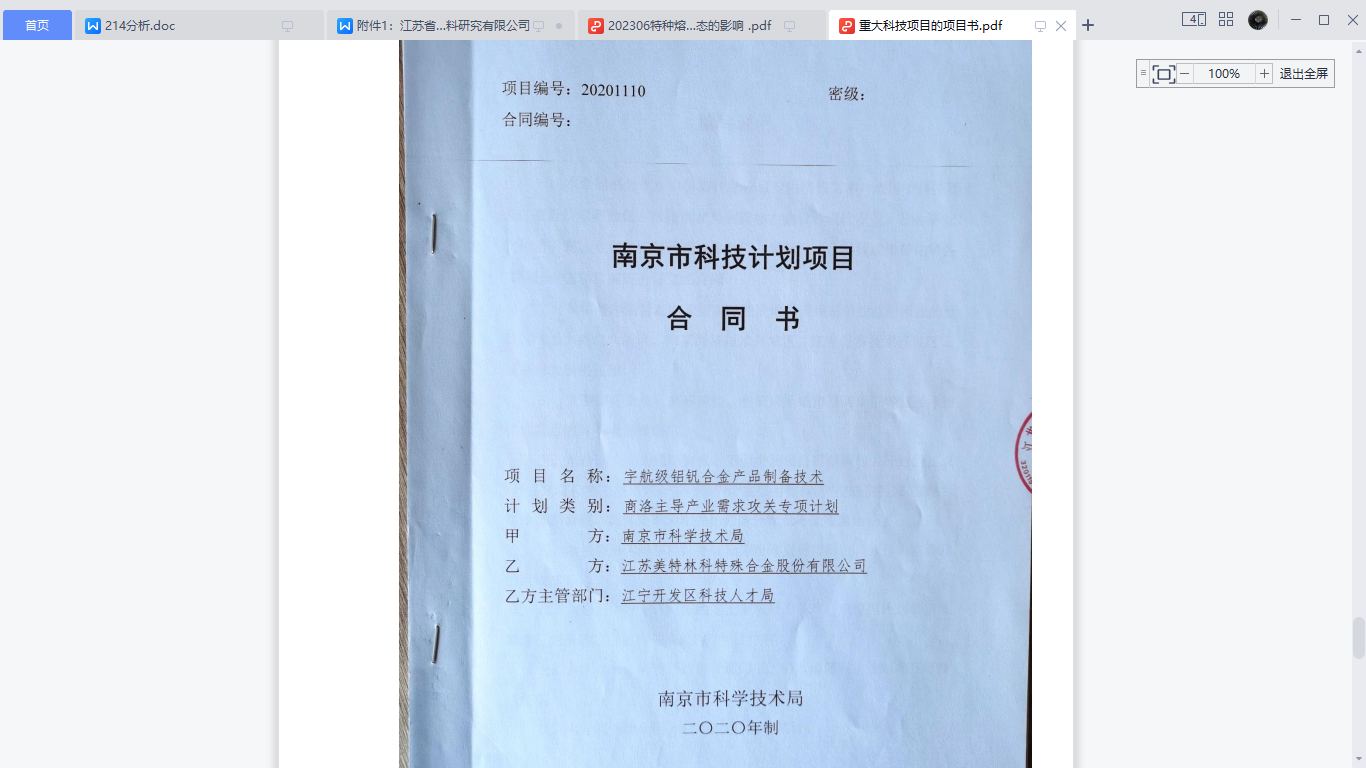 首页
214分析.doc
附件1：江苏省...料研究有限公司
202306特种熔...态的影响 .pdf
重大科技项目的项目书.pdf
4
100%
退出全屏
项目编号：20201110
密级：
合同编号：
南京市科技计划项目
合 同 书
项 目 名 称：宇航级铝钒合金产品制备技术
计 划 类 别：商洛主导产业需求攻关专项计划
甲 方：南京市科学技术局
乙 方：江苏美特林科特殊合金股份有限公司
乙方主管部门：江宁开发区科技人才局
南京市科学技术局
二〇二〇年制